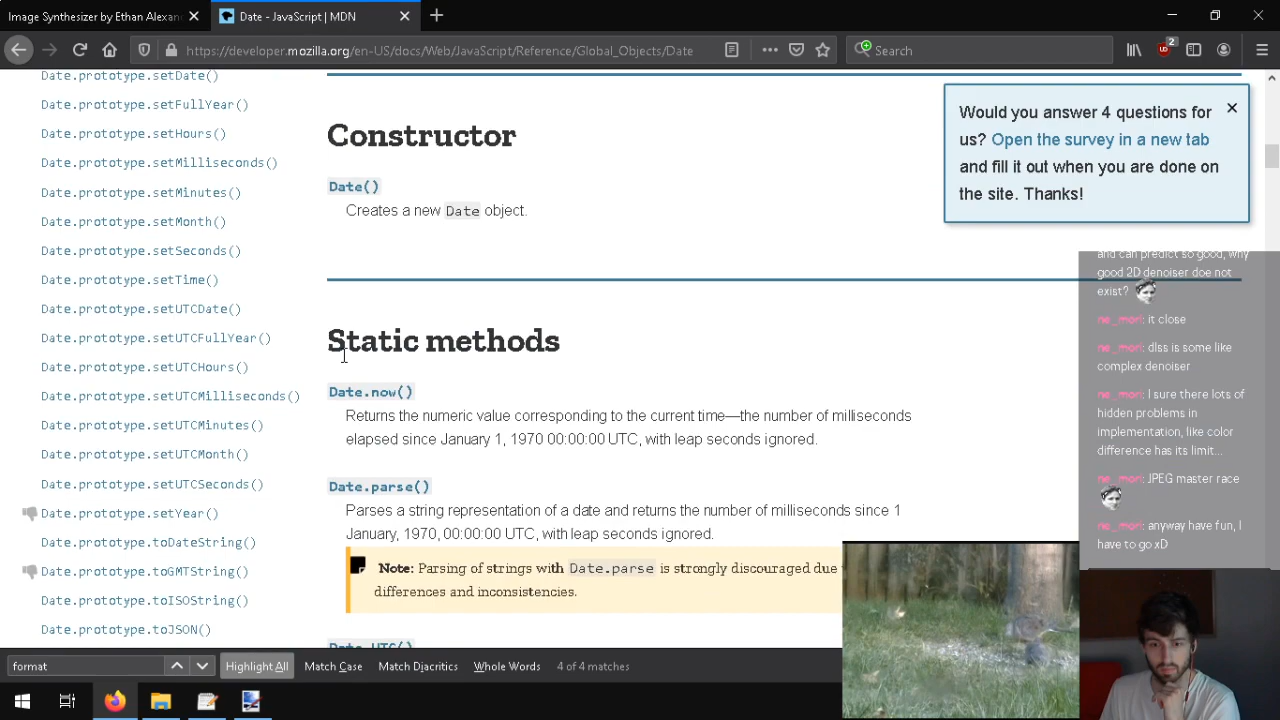 Image Synthesizer by Ethan Alexan
Date - JavaScript | MDN
https://developer.mozilla.org/en-US/docs/Web/JavaScript/Reference/Global_Objects/Date
Search
2
Date.prototype.setDate()
Date.prototype.setFullYear()
Date.prototype.setHours()
Date.prototype.setMilliseconds()
Date.prototype.setMinutes()
Date.prototype.setMonth()
Date.prototype.setSeconds()
Date.prototype.setTime()
Date.prototype.setUTCDate()
Date.prototype.setUTCFullYear()
Date.prototype.setUTCHours()
Date.prototype.setUTCMilliseconds()
Date.prototype.setUTCMinutes()
Date.prototype.setUTCMonth()
Date.prototype.setUTCSeconds()
Date.prototype.setYear()
Date.prototype.toDateString()
Date.prototype.toGMTString()
Date.prototype.toISOString()
Date.prototype.toJSON()
Constructor
Date()
Creates a new Date object.
Static methods
Date.now()
Returns the numeric value corresponding to the current time—the number of milliseconds
elapsed since January 1, 1970 00:00:00 UTC, with leap seconds ignored.
Date.parse()
Parses a string representation of a date and returns the number of milliseconds since 1
January, 1970, 00:00:00 UTC, with leap seconds ignored.
Note: Parsing of strings with Date.parse is strongly discouraged due
differences and inconsistencies.
Date.UTC()
Would you answer 4 questions for
us? Open the survey in a new tab
and fill it out when you are done on
the site. Thanks!
and can predict so good, why
good 2D denoiser doe not
exist?
ne_mori: it close
ne_mori: dlss is some like
complex denoiser
ne_mori: I sure there lots of
hidden problems in
implementation, like color
difference has its limit...
ne_mori: JPEG master race
ne_mori: anyway have fun, I
have to go xD
format
Highlight All
Match Case
Match Diacritics
Whole Words
4 of 4 matches